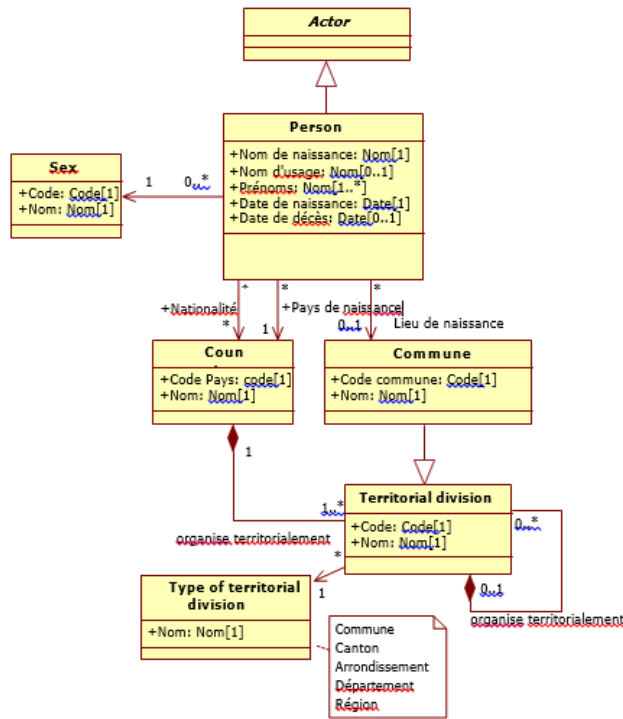 Actor
Person
+Nom de naissance: Nom[1]
+Nom d'usage: Nom[0..1]
+Prénoms: Nom[1..*]
+Date de naissance: Date[1]
+Date de décès: Date[0..1]
Sex
+Code: Code[1]
+Nom: Nom[1]
1
0..*
*
*
*
+Nationalité
+Pays de naissance
*
1
0..1
Lieu de naissance
Coun
+Code Pays: code[1]
+Nom: Nom[1]
Commune
+Code commune: Code[1]
+Nom: Nom[1]
1
1..*
organise territorialement
Territorial division
+Code: Code[1]
+Nom: Nom[1]
0..*
0..1
organise territorialement
*
1
Type of territorial
division
+Nom: Nom[1]
Commune
Canton
Arrondissement
Département
Région